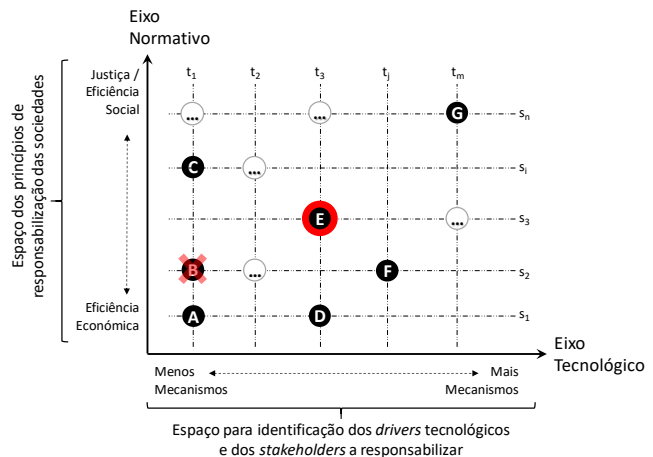 Eixo
Normativo
Justiça /
Eficiência
Social
t1 t2 t3 tj tm
... ... G sn
C ... si
E ... s3
B ... F s2
Eficiência
Económica
A D s1
Espaço dos princípios de
responsabilização das sociedades
Eixo
Tecnológico
Menos
Mecanismos
Mais
Mecanismos
Espaço para identificação dos drivers tecnológicos
e dos stakeholders a responsabilizar